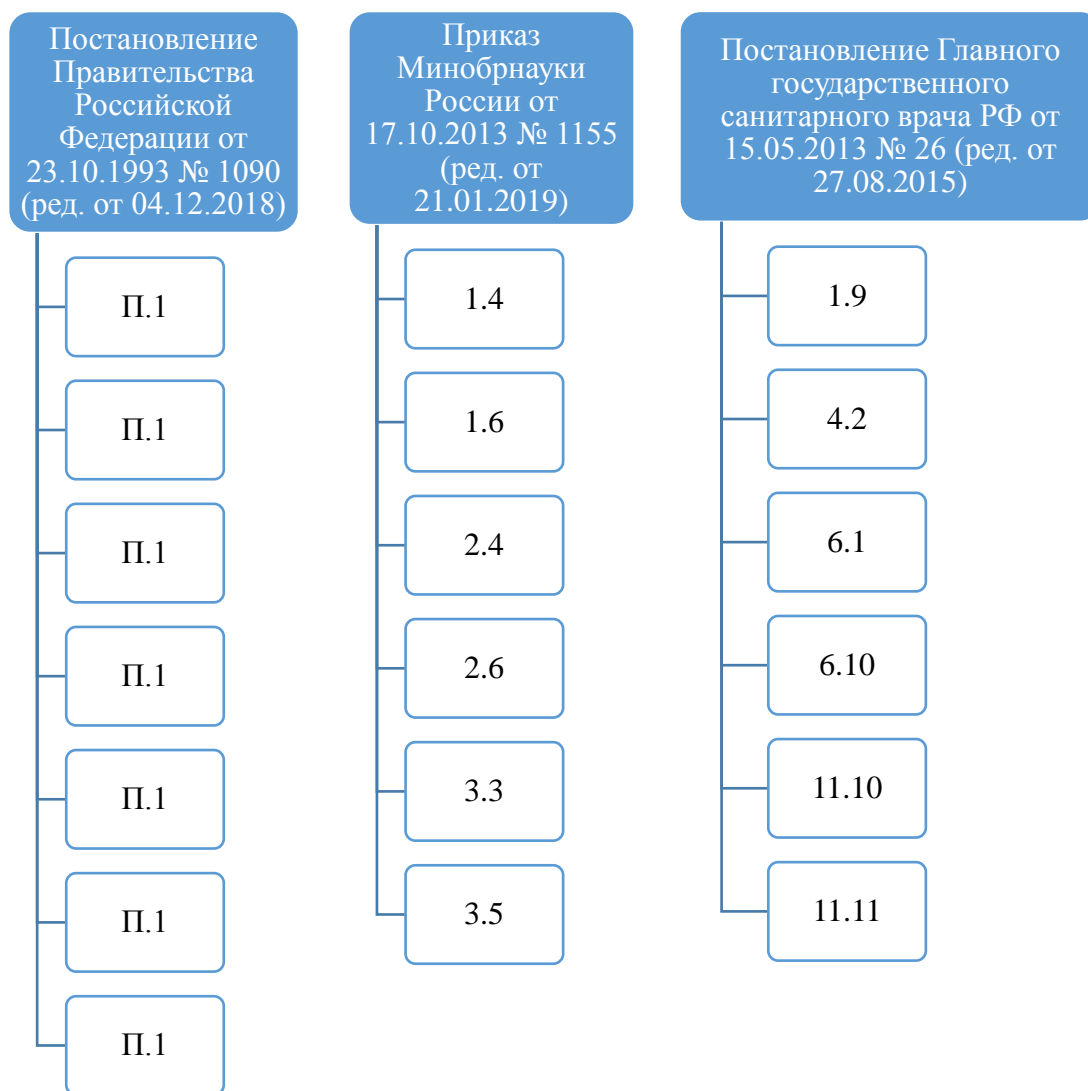 Постановление
Правительства
Российской
Федерации от
23.10.1993 № 1090
(ред. от 04.12.2018)
П.1
П.1
П.1
П.1
П.1
П.1
П.1
Приказ
Минобрнауки
России от
17.10.2013 № 1155
(ред. от
21.01.2019)
1.4
1.6
2.4
2.6
3.3
3.5
Постановление Главного
государственного
санитарного врача РФ от
15.05.2013 № 26 (ред. от
27.08.2015)
1.9
4.2
6.1
6.10
11.10
11.11